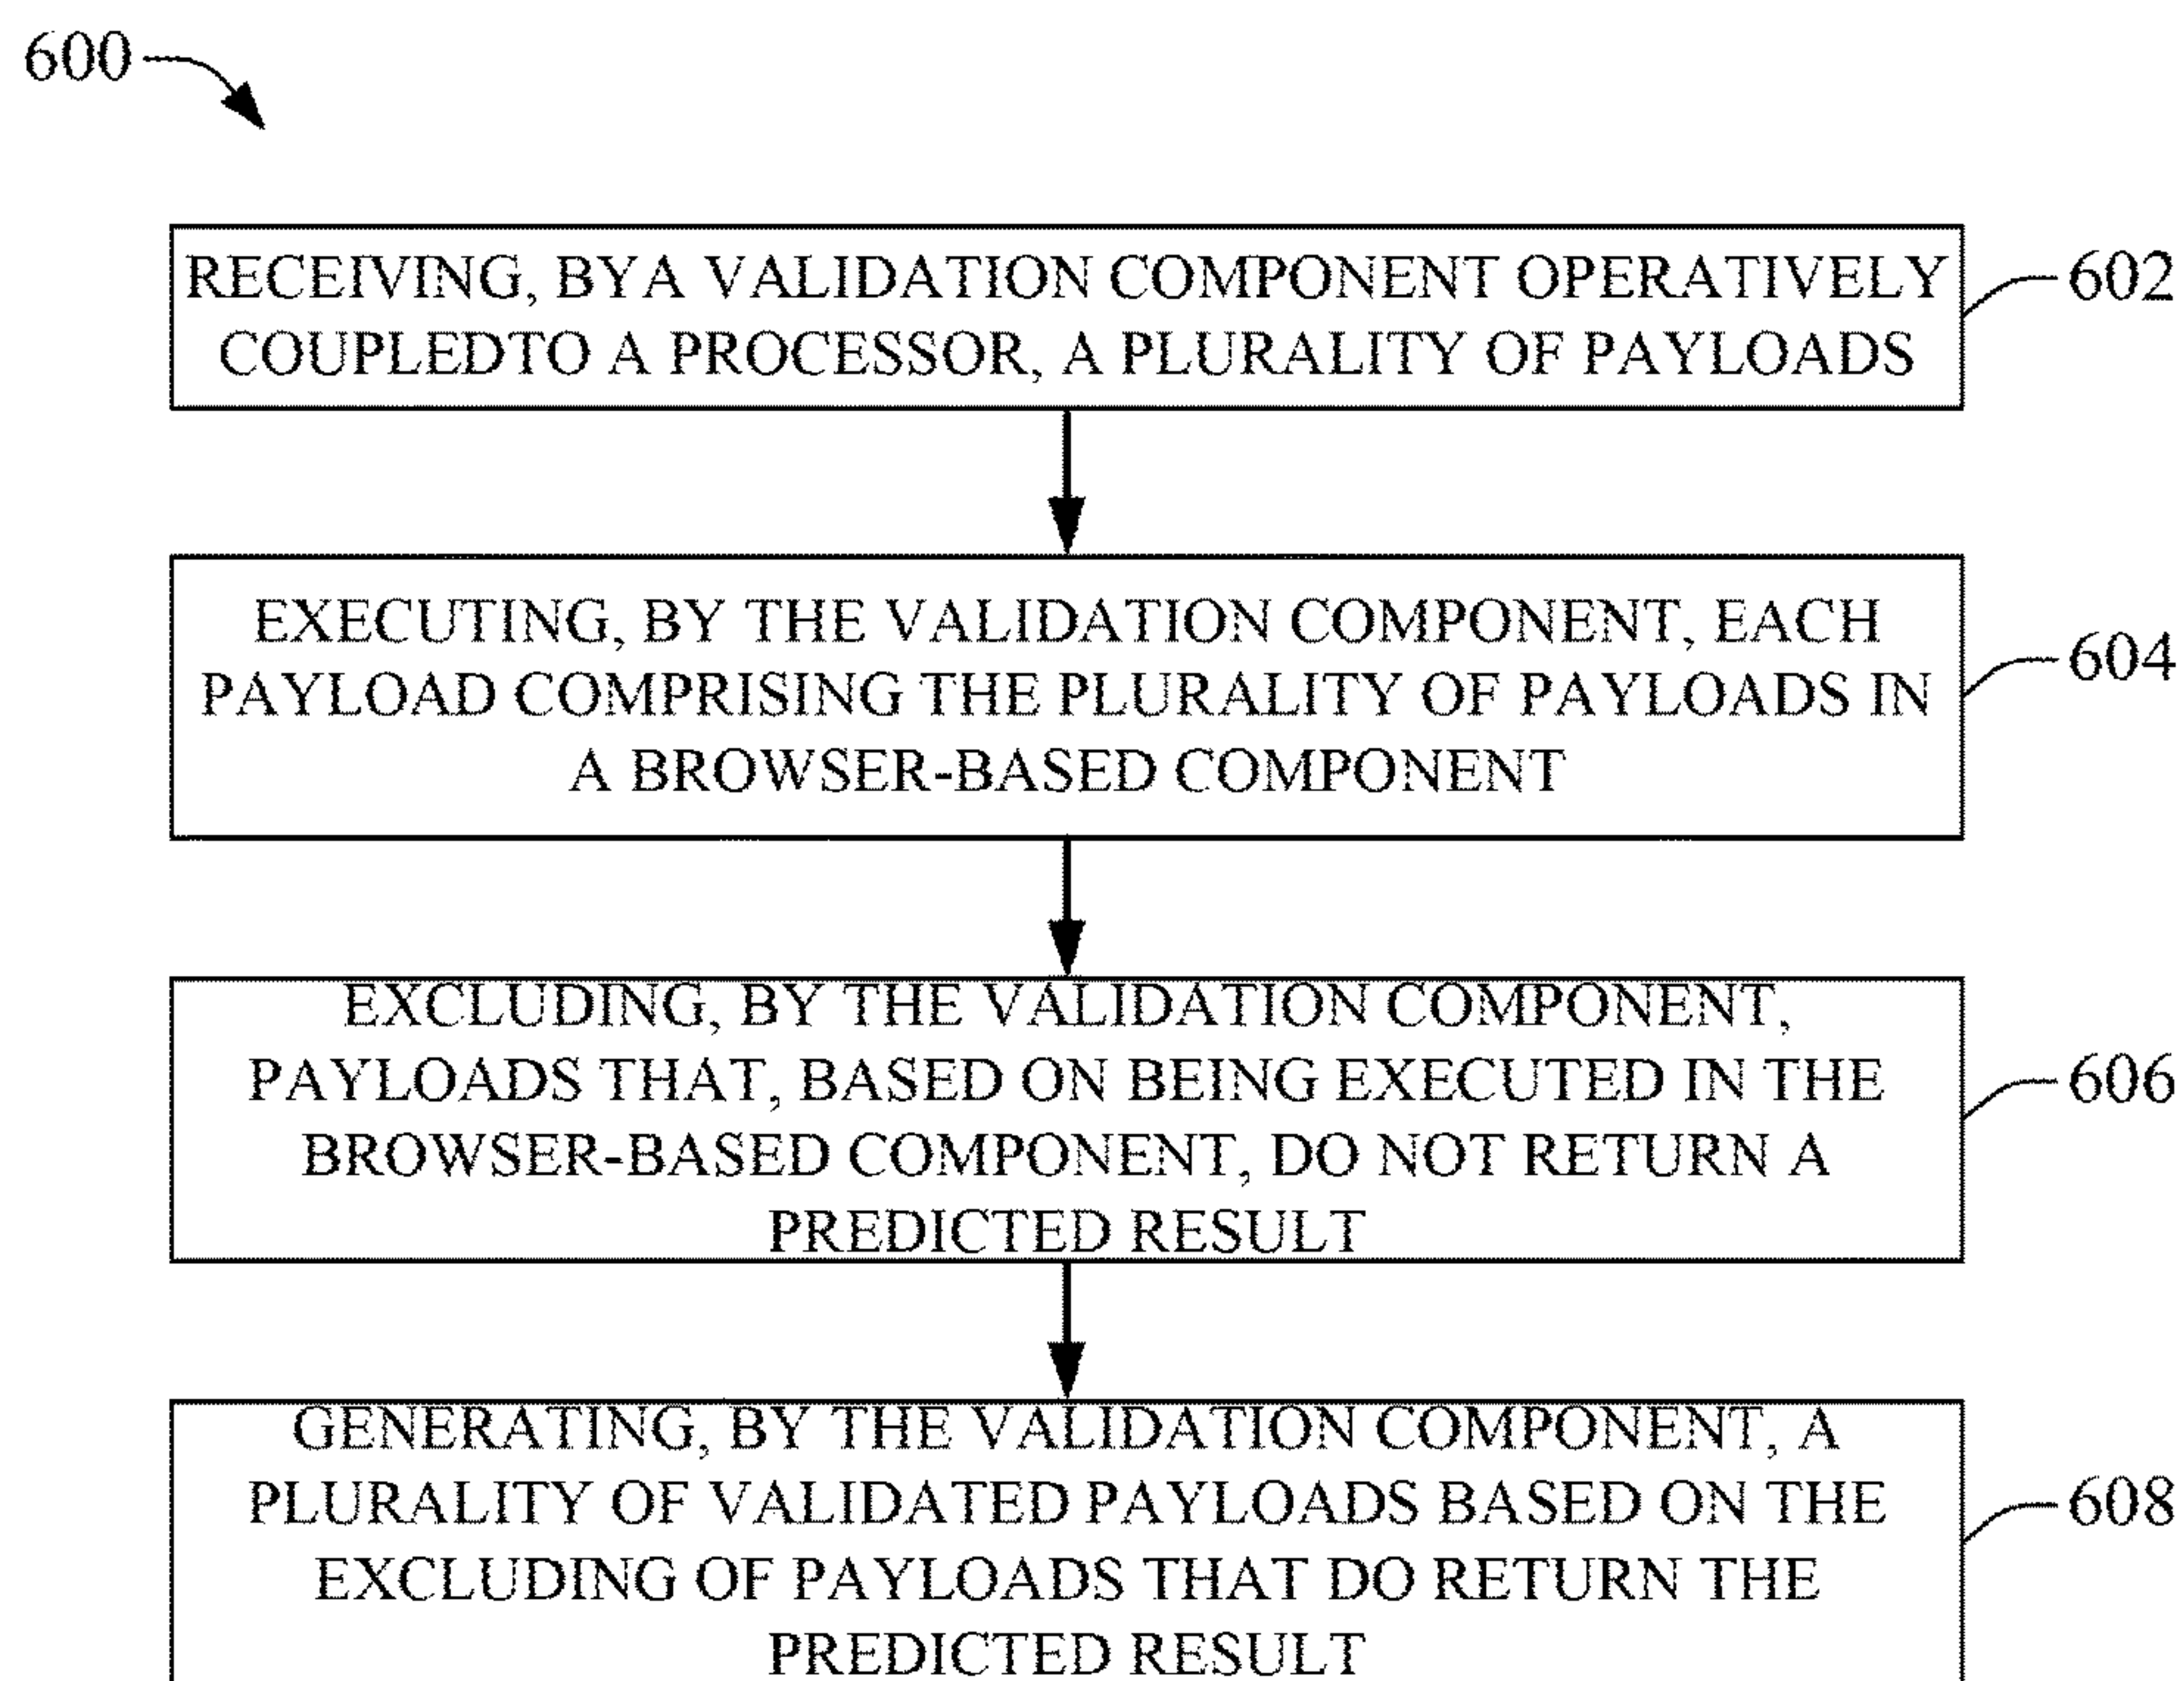 600
RECEIVING, BYA VALIDATION COMPONENT OPERATIVELY
COUPLEDTO A PROCESSOR, A PLURALITY OF PAYLOADS
602
EXECUTING, BY THE VALIDATION COMPONENT, EACH
PAYLOAD COMPRISING THE PLURALITY OF PAYLOADS IN
A BROWSER-BASED COMPONENT
604
EXCLUDING, BY THE VALIDATION COMPONENT,
PAYLOADS THAT, BASED ON BEING EXECUTED IN THE
BROWSER-BASED COMPONENT, DO NOT RETURN A
PREDICTED RESULT
606
GENERATING, BY THE VALIDATION COMPONENT, A
PLURALITY OF VALIDATED PAYLOADS BASED ON THE
EXCLUDING OF PAYLOADS THAT DO RETURN THE
PREDICTED RESULT
608